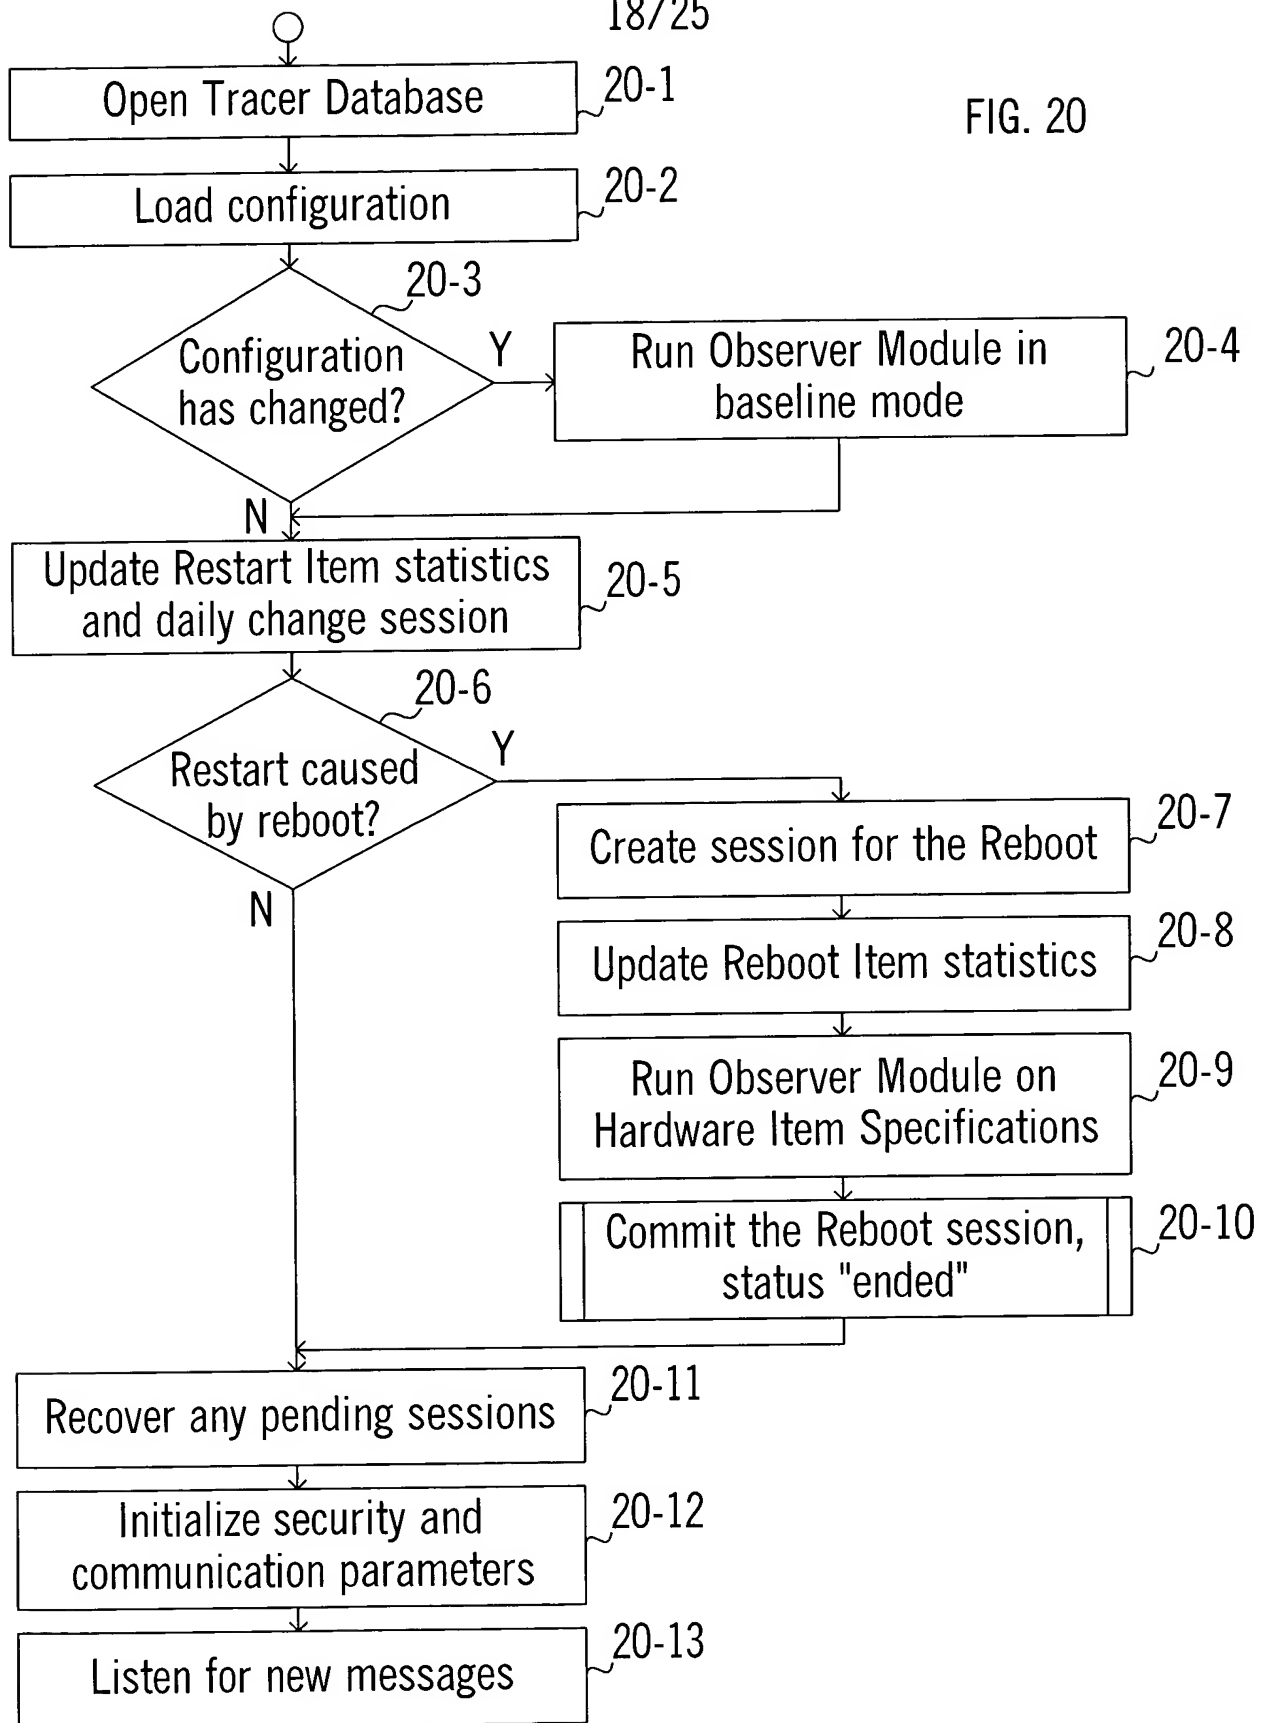 18/25
Open Tracer Database
20-1
FIG. 20
Load configuration
20-2
20-3
Configuration
has changed?
Y
Run Observer Module in
baseline mode
20-4
N
Update Restart Item statistics
and daily change session
20-5
20-6
Restart caused
by reboot?
Y
Create session for the Reboot
20-7
N
Update Reboot Item statistics
20-8
Run Observer Module on
Hardware Item Specifications
20-9
Commit the Reboot session,
status "ended"
20-10
Recover any pending sessions
20-11
Initialize security and
communication parameters
20-12
Listen for new messages
20-13